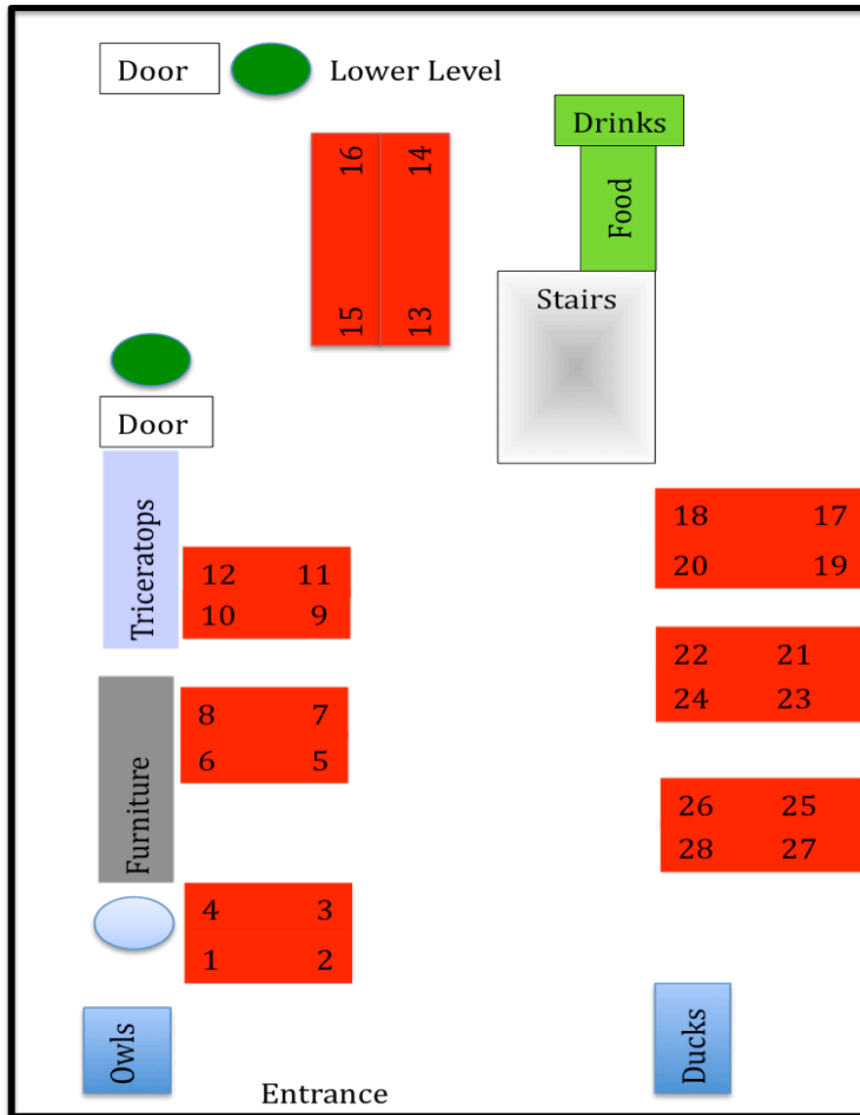 Door
Lower Level
Drinks
Food
Stairs
16 14
15 13
Door
Triceratops
12 11
10 9
18 17
20 19
Furniture
8 7
6 5
22 21
24 23
4 3
1 2
26 25
28 27
Owls
Ducks
Entrance